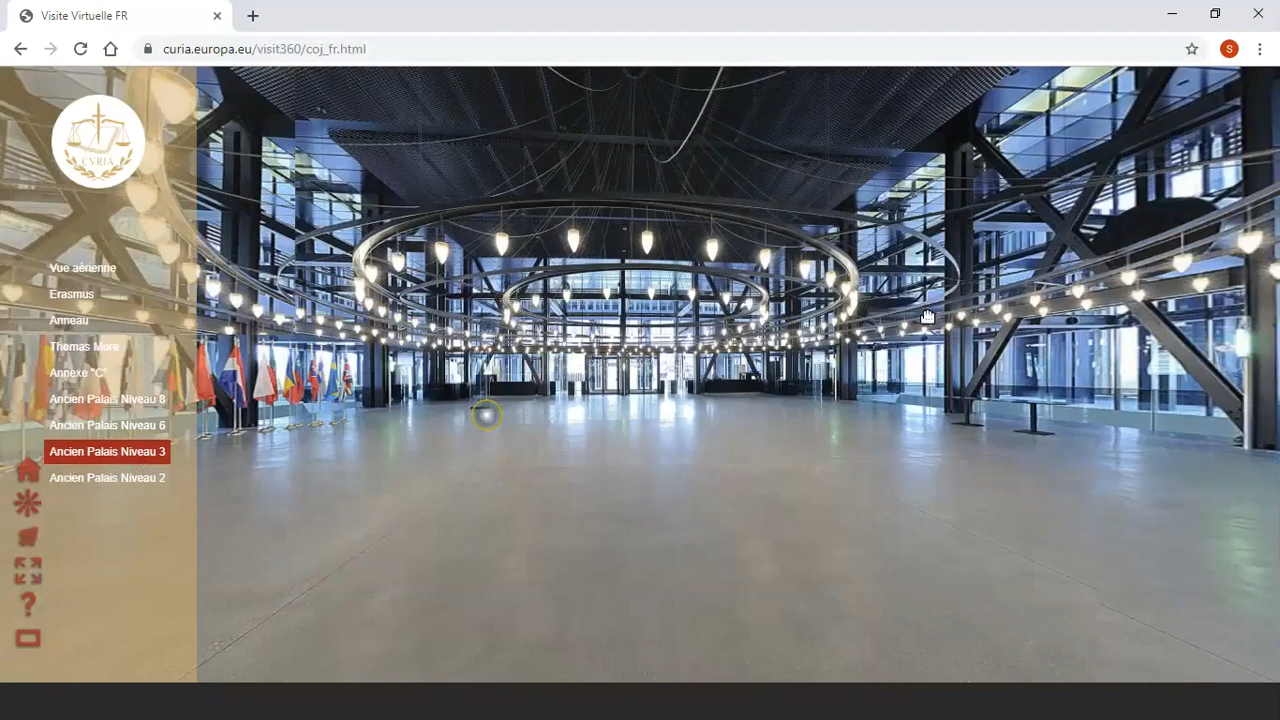 Visite Virtuelle FR
curia.europa.eu/visit360/coj_fr.html
S
CVRIA
Vue aérienne
Erasmus
Anneau
Thomas More
Annexe "C"
Ancien Palais Niveau 8
Ancien Palais Niveau 6
Ancien Palais Niveau 3
Ancien Palais Niveau 2
?